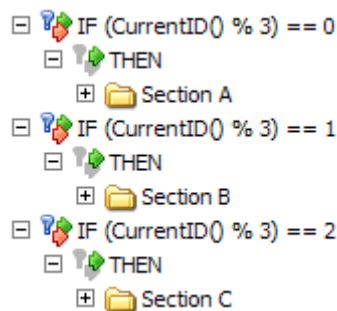 IF (CurrentID() % 3) == 0
THEN
Section A
IF (CurrentID() % 3) == 1
THEN
Section B
IF (CurrentID() % 3) == 2
THEN
Section C